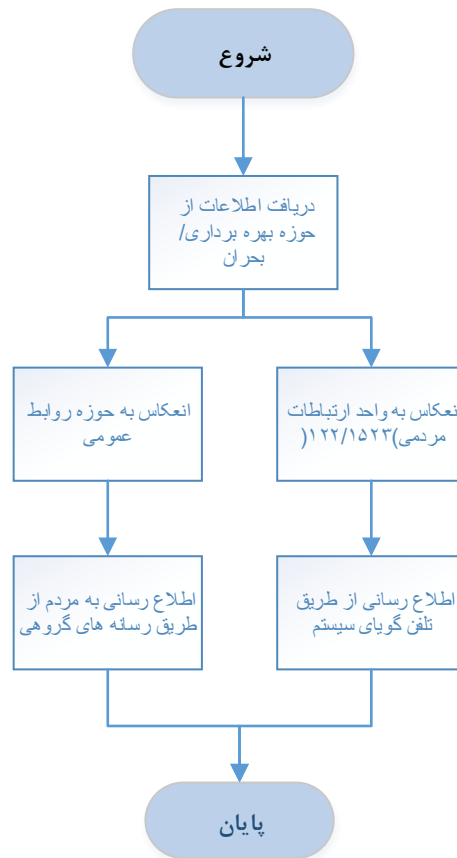 شروع
دریافت اطلاعات از
حوزه بهره برداری/
بحران
نعکاس به واحد ارتباطات
مردمی)۱۲۲/۱۵۲۳(
انعکاس به حوزه روابط
عمومی
اطلاع رسانی از طریق
تلفن گویای سیستم
اطلاع رسانی به مردم از
طریق رسانه های گروهی
پایان